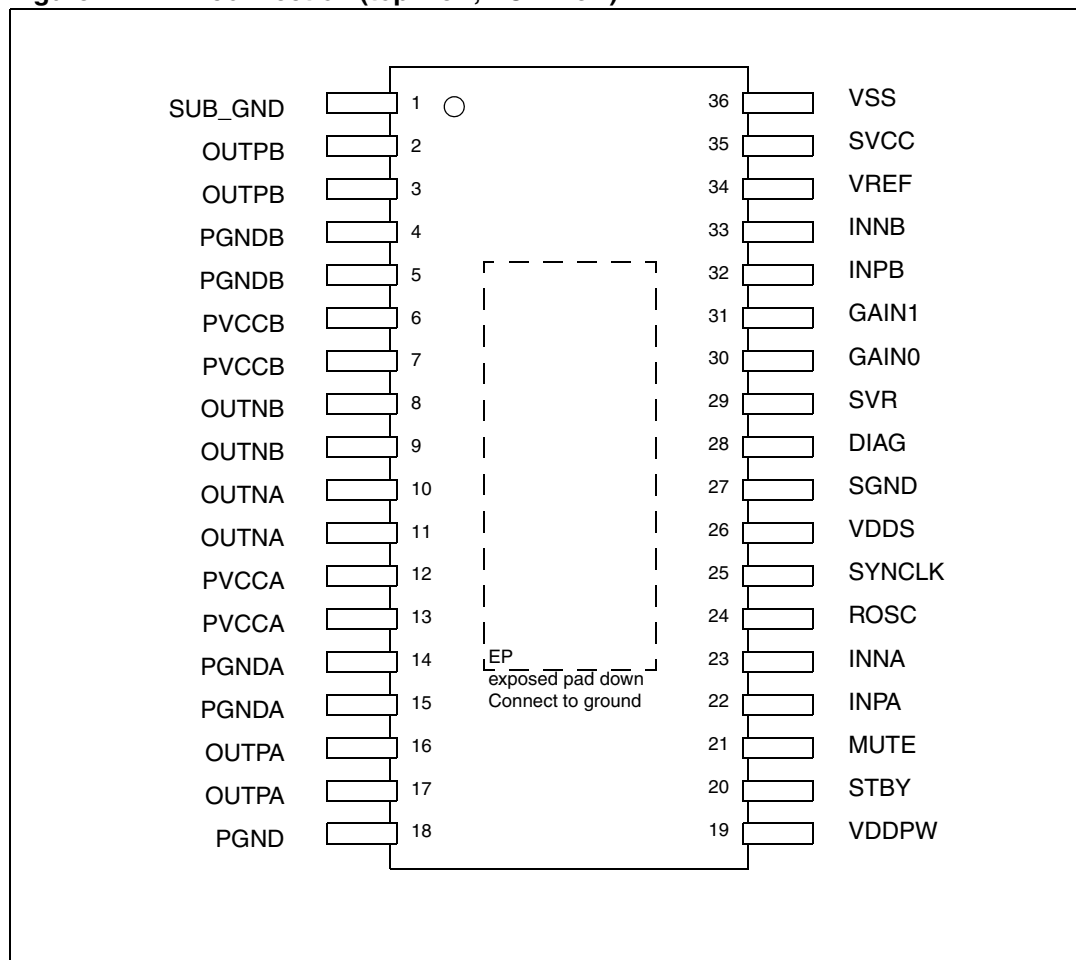 SUB_GND 1 36 VSS
OUTPB 2 35 SVCC
OUTPB 3 34 VREF
PGNDB 4 33 INNB
PGNDB 5 32 INPB
PVCCB 6 31 GAIN1
PVCCB 7 30 GAIN0
OUTNB 8 29 SVR
OUTNB 9 28 DIAG
OUTNA 10 27 SGND
OUTNA 11 26 VDDS
PVCCA 12 25 SYNCLK
PVCCA 13 24 ROSC
PGNDA 14 23 INNA
EP
exposed pad down
Connect to ground
PGNDA 15 22 INPA
OUTPA 16 21 MUTE
OUTPA 17 20 STBY
PGND 18 19 VDDPW